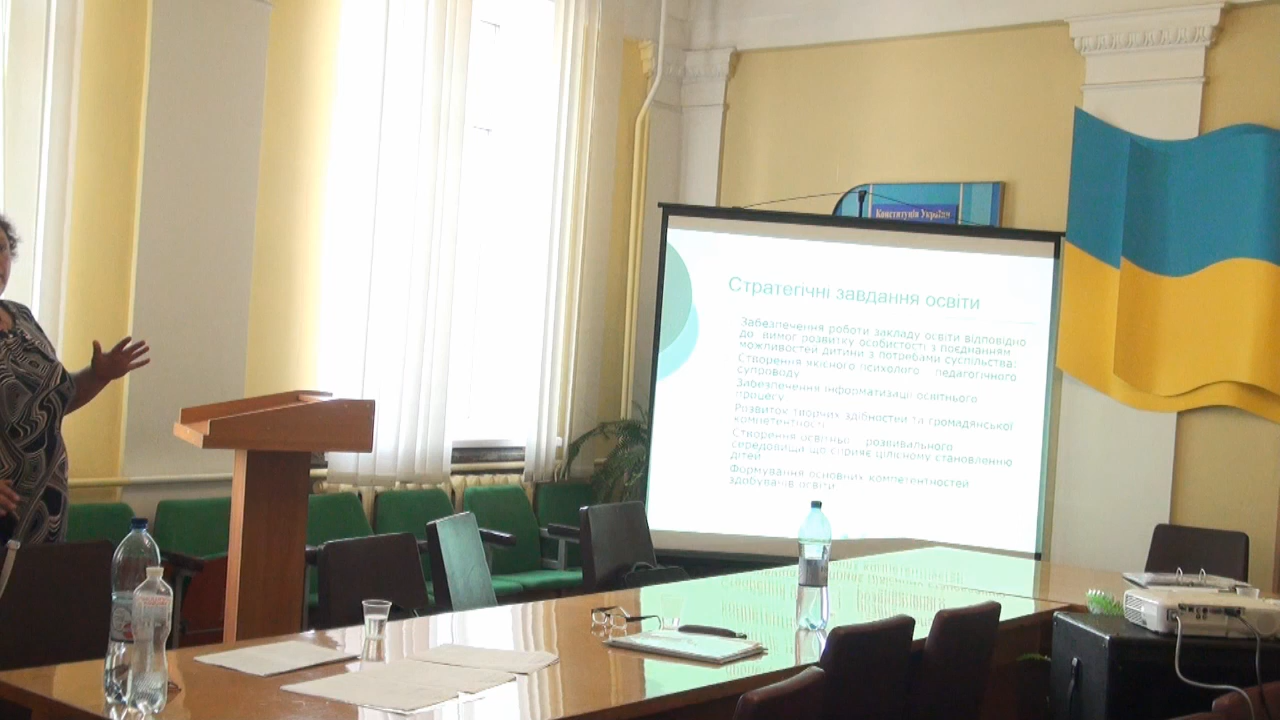 Конституція України
Стратегічні завдання освіти
Забезпечення роботи закладу освіти відповідно
до вимог розвитку особистості з поєднанням
можливостей дитини з потребами суспільства;
Створення якісного психолого педагогічного
супроводу
Забезпечення інформатизації освітнього
процесу
Розвиток творчих здібностей та громадянської
компетентності
Створення освітньо розвивального
середовища що сприяє цілісному становленню
дітей
Формування основних компетентностей
здобувачів освіти